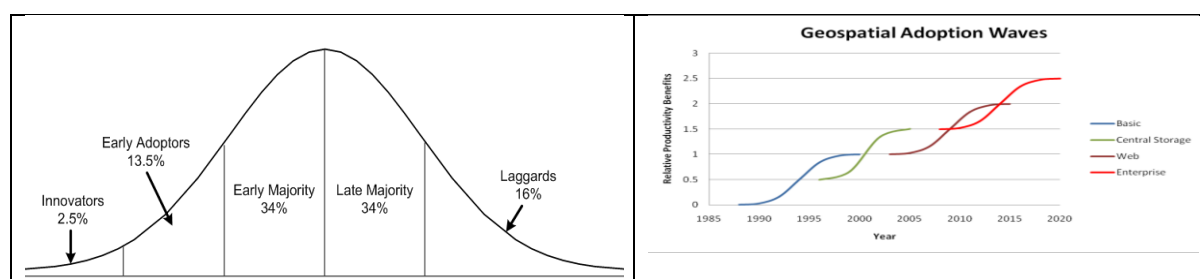 Early Adoptors
13.5%
Innovators
2.5%
Early Majority
34%
Late Majority
34%
Laggards
16%
Geospatial Adoption Waves
Relative Productivity Benefits
3
2.5
2
1.5
1
0.5
0
1985 1990 1995 2000 2005 2010 2015 2020
Year
Basic
Central Storage
Web
Enterprise